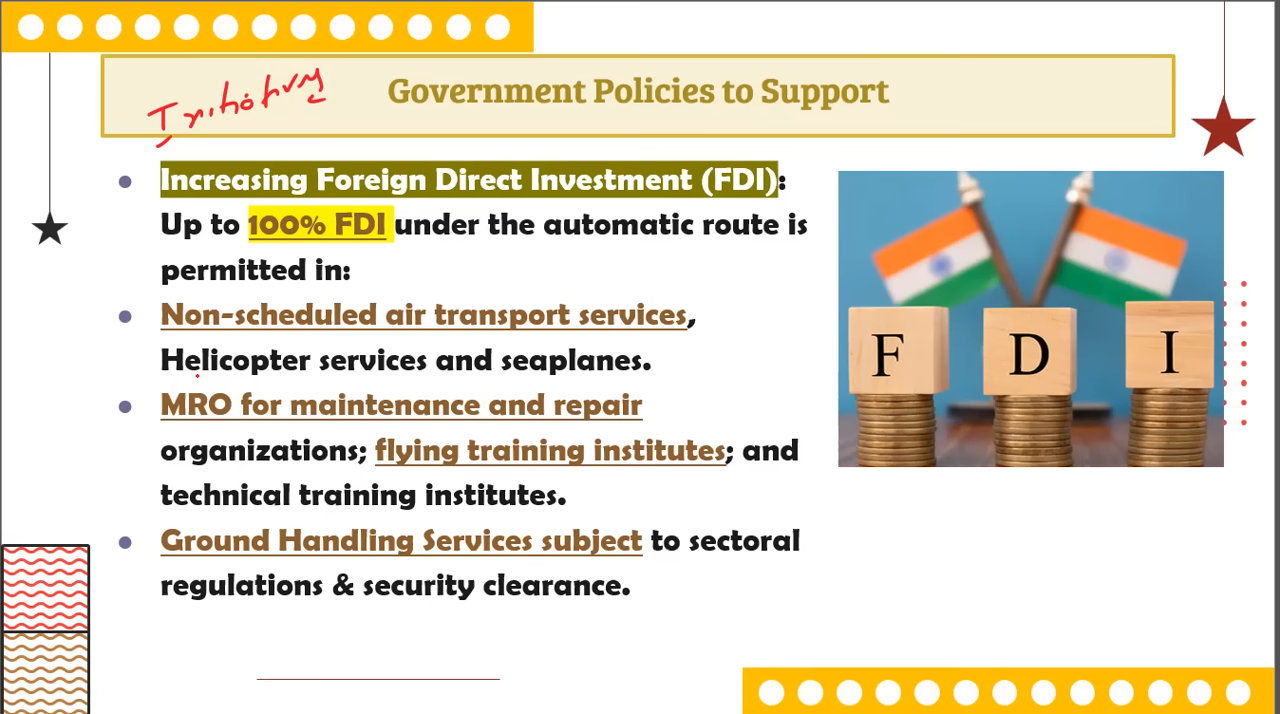 Government Policies to Support
Increasing Foreign Direct Investment (FDI):
Up to 100% FDI under the automatic route is
permitted in:
Non-scheduled air transport services,
Helicopter services and seaplanes.
MRO for maintenance and repair
organizations; flying training institutes; and
technical training institutes.
Ground Handling Services subject to sectoral
regulations & security clearance.
F D I